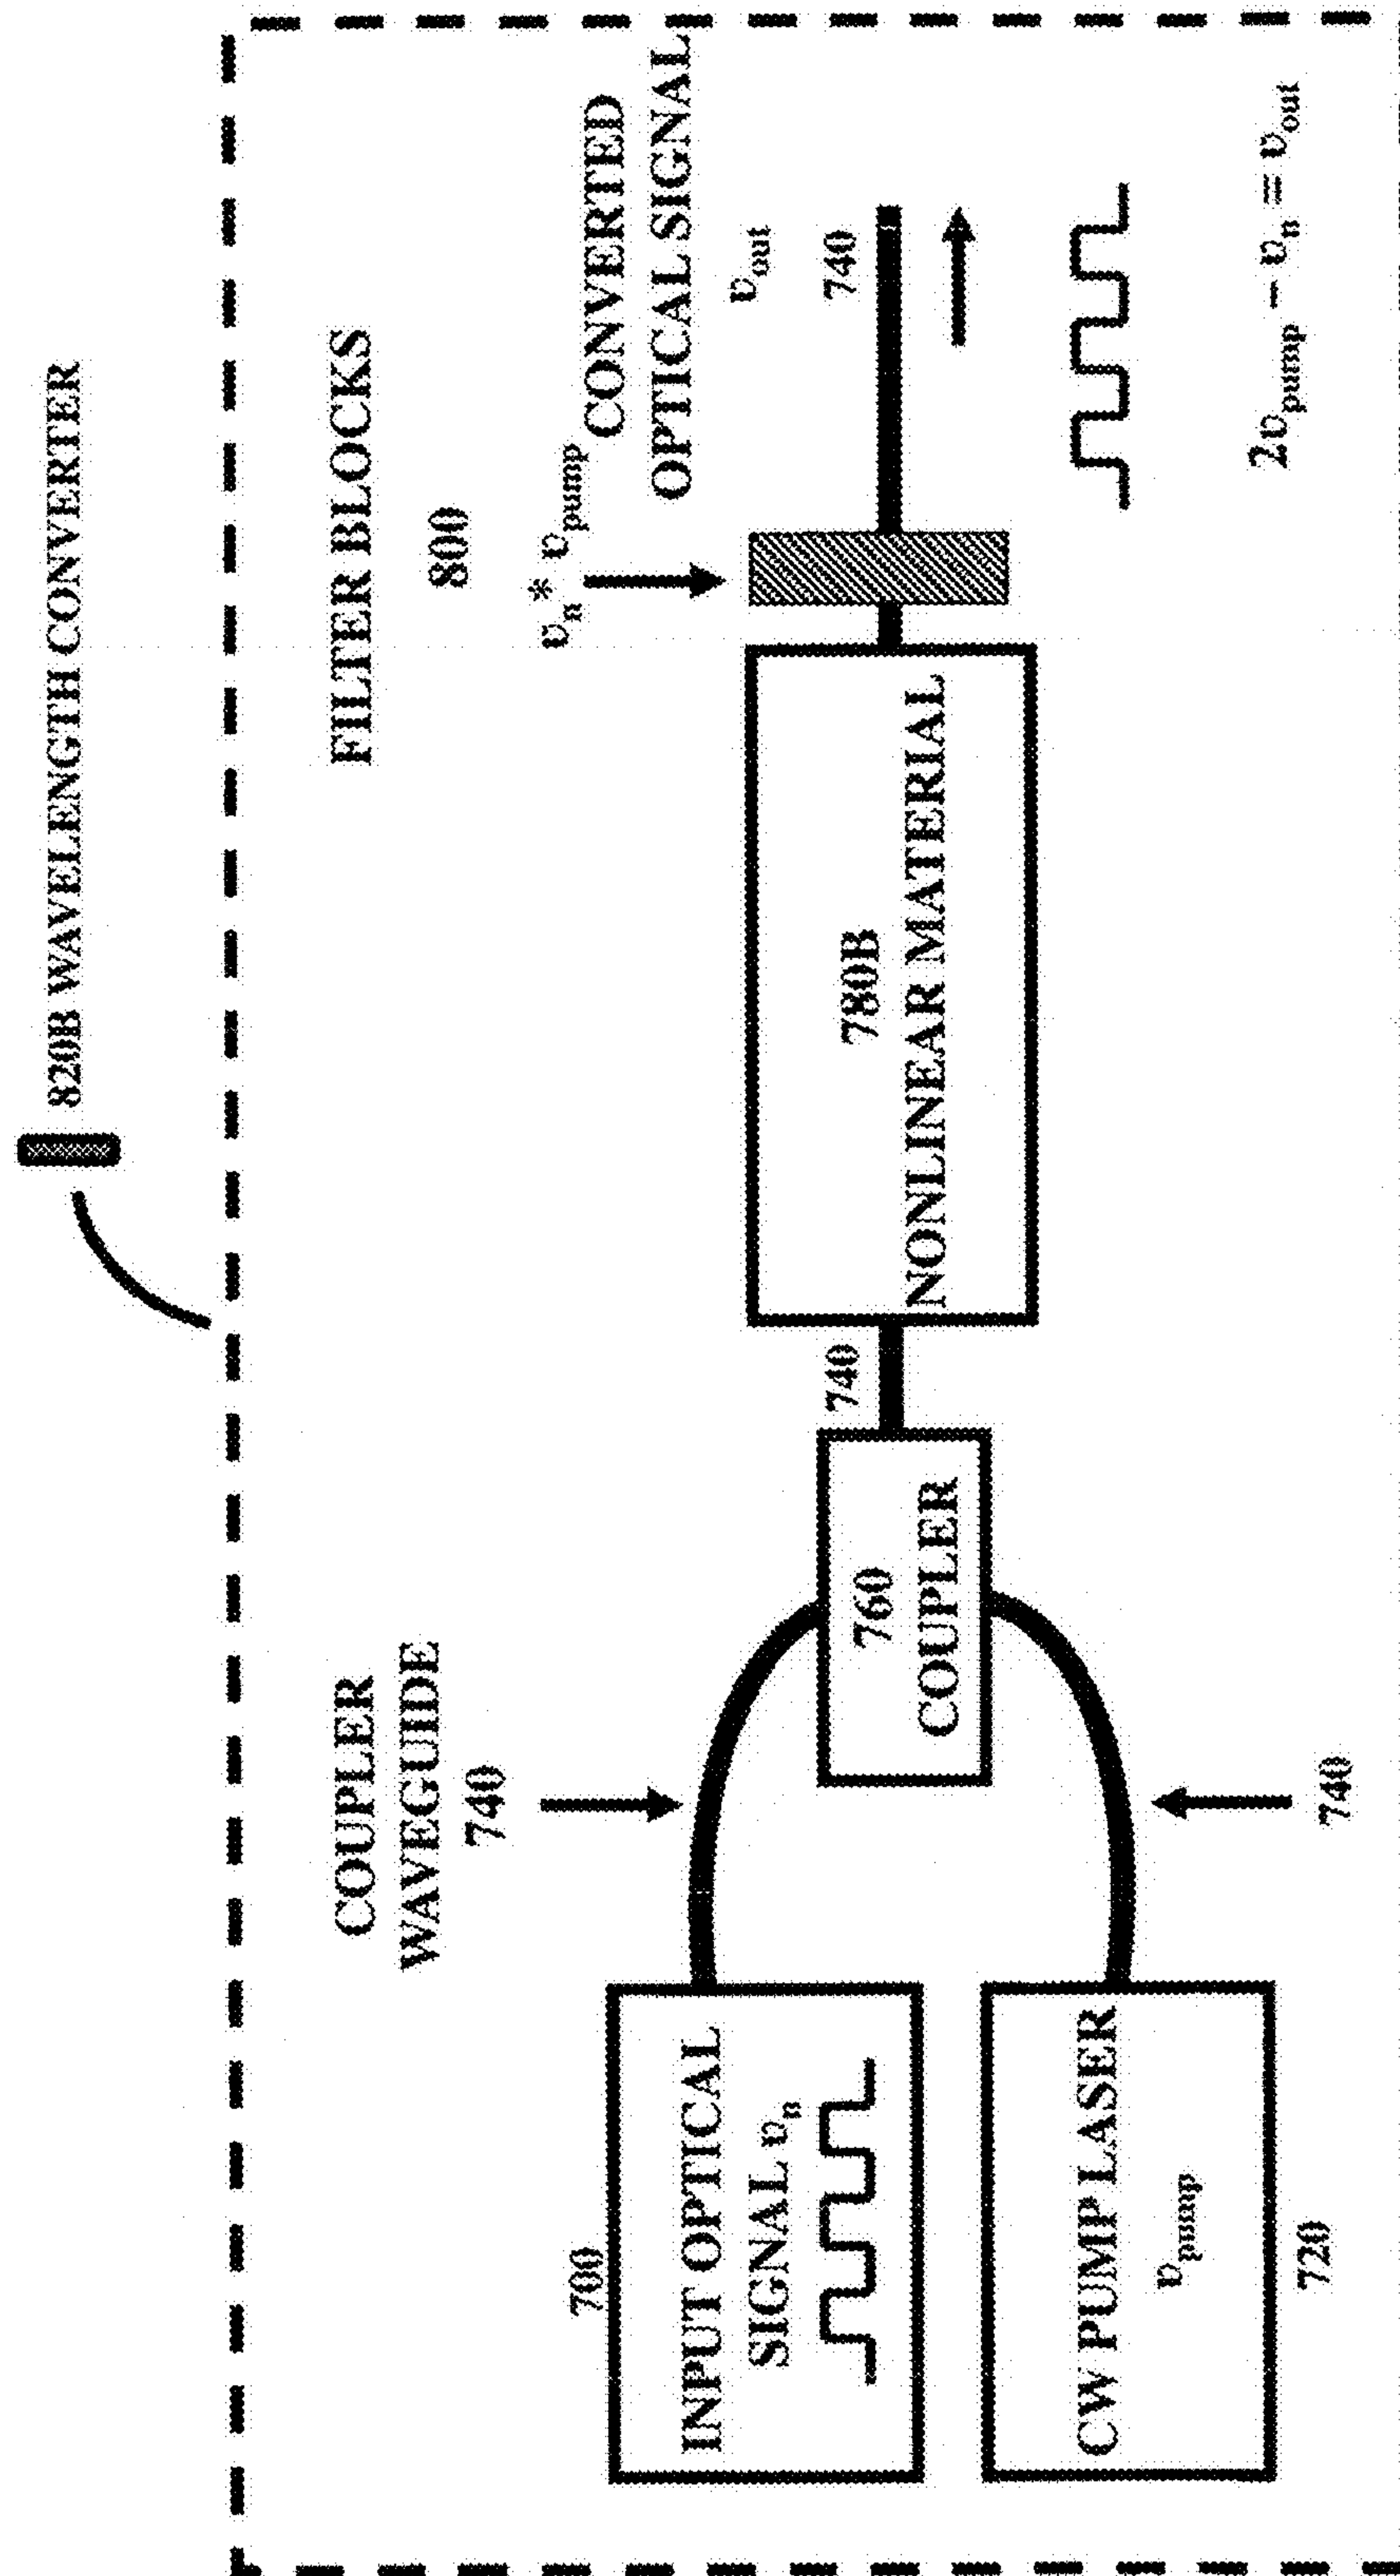 820B WAVELENGTH CONVERTER
COUPLER
WAVEGUIDE
740
FILTER BLOCKS
800
υn* υpump
CONVERTED
OPTICAL SIGNAL
υout
740
700
INPUT OPTICAL
SIGNAL υn
760
COUPLER
740
780B
NONLINEAR MATERIAL
CW PUMP LASER
υpump
720
740
2υpump − υn = υout